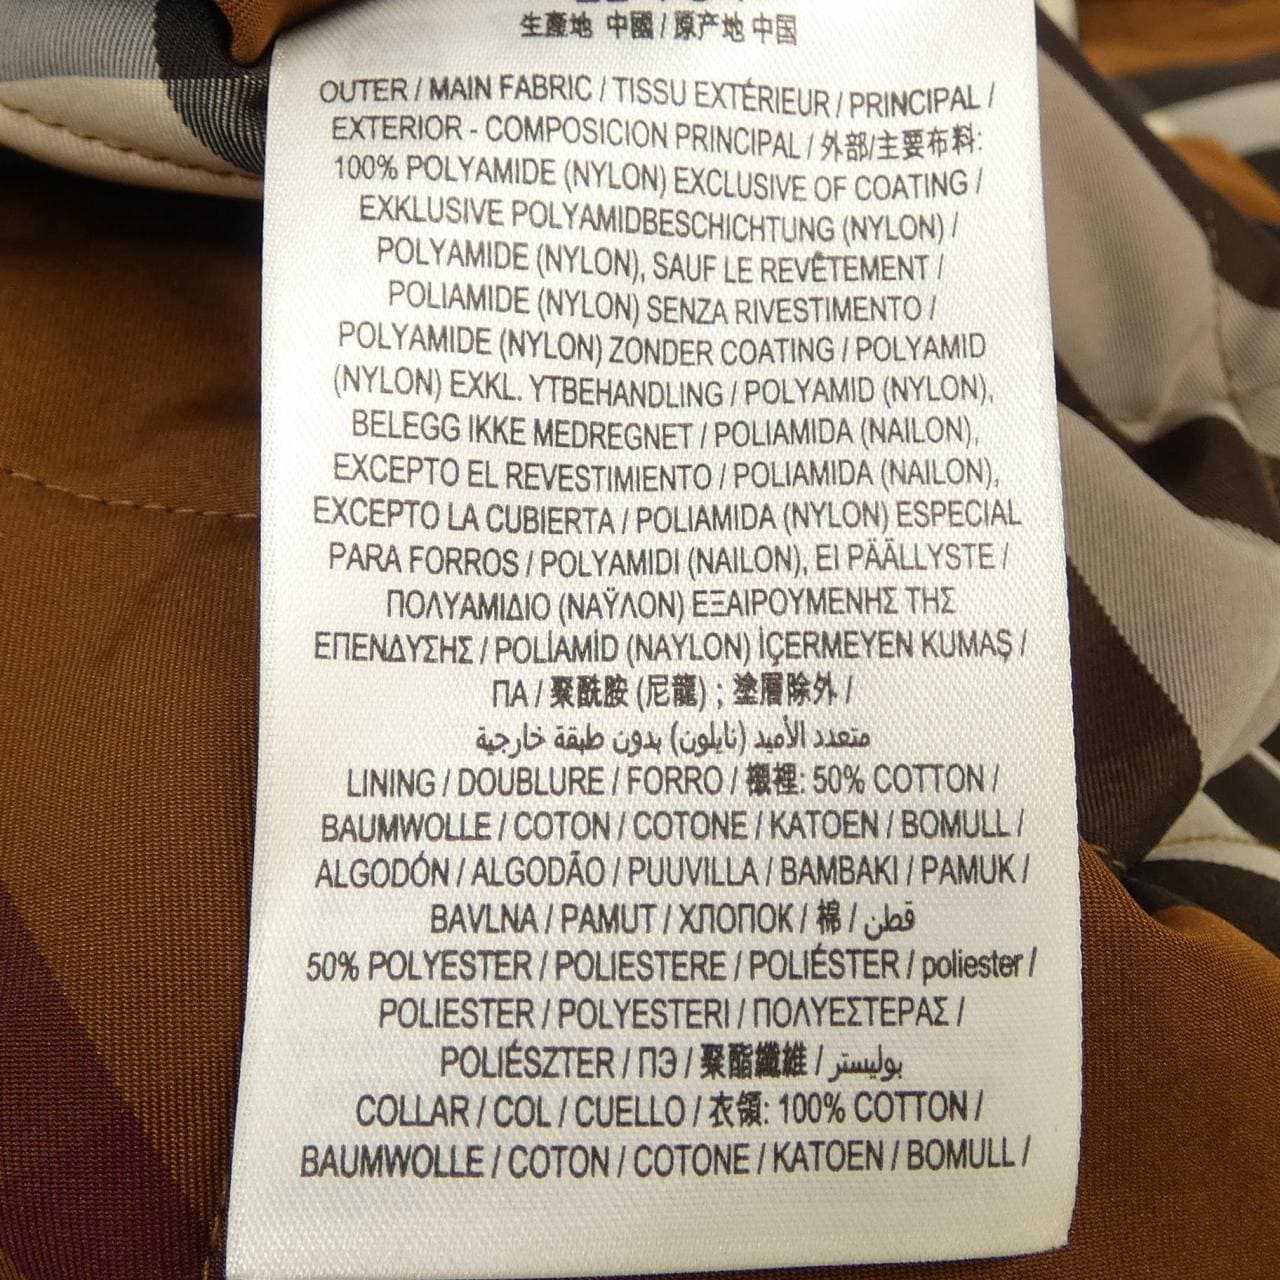 生產地 中國 / 原产地 中国
OUTER / MAIN FABRIC / TISSU EXTÉRIEUR / PRINCIPAL /
EXTERIOR - COMPOSICION PRINCIPAL / 外部/主要布料:
100% POLYAMIDE (NYLON) EXCLUSIVE OF COATING /
EXKLUSIVE POLYAMIDBESCHICHTUNG (NYLON) /
POLYAMIDE (NYLON), SAUF LE REVÊTEMENT /
POLIAMIDE (NYLON) SENZA RIVESTIMENTO /
POLYAMIDE (NYLON) ZONDER COATING / POLYAMID
(NYLON) EXKL. YTBEHANDLING / POLYAMID (NYLON),
BELEGG IKKE MEDREGNET / POLIAMIDA (NAILON),
EXCEPTO EL REVESTIMIENTO / POLIAMIDA (NAILON),
EXCEPTO LA CUBIERTA / POLIAMIDA (NYLON) ESPECIAL
PARA FORROS / POLYAMIDI (NAILON), EI PÄÄLLYSTE /
ΠΟΛΥΑΜΙΔΙΟ (ΝΑΫΛΟΝ) ΕΞΑΙΡΟΥΜΕΝΗΣ ΤΗΣ
ΕΠΕΝΔΥΣΗΣ / POLİAMİD (NAYLON) İÇERMEYEN KUMAŞ /
ПА / 聚酰胺 (尼龍) ; 塗層除外 /
متعدد الأميد (نايلون) بدون طبقة خارجية
LINING / DOUBLURE / FORRO / 襯裡: 50% COTTON /
BAUMWOLLE / COTON / COTONE / KATOEN / BOMULL /
ALGODÓN / ALGODÃO / PUUVILLA / BAMBAKI / PAMUK /
BAVLNA / PAMUT / ХЛОПОК / 棉 / قطن
50% POLYESTER / POLIESTERE / POLIÉSTER / poliester /
POLIESTER / POLYESTERI / ΠΟΛΥΕΣΤΕΡΑΣ /
POLIÉSZTER / ПЭ / 聚酯纖維 / بوليستر
COLLAR / COL / CUELLO / 衣領: 100% COTTON /
BAUMWOLLE / COTON / COTONE / KATOEN / BOMULL /